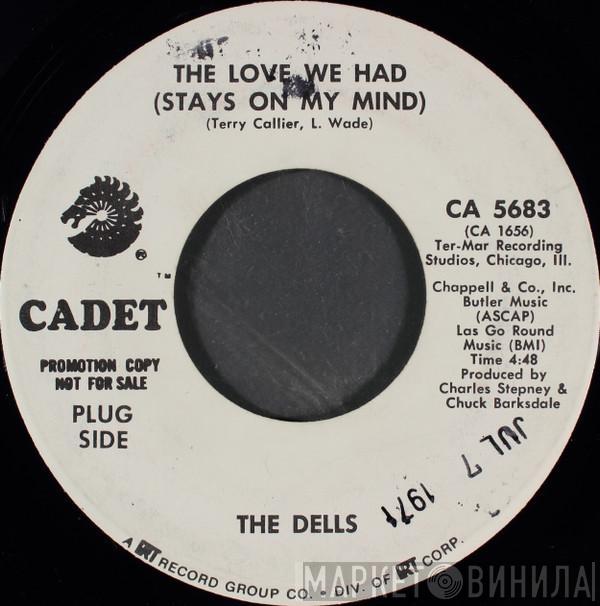 THE LOVE WE HAD
(STAYS ON MY MIND)
(Terry Callier, L. Wade)
CADET
®
TM
PROMOTION COPY
NOT FOR SALE
PLUG
SIDE
CA 5683
(CA 1656)
Ter-Mar Recording
Studios, Chicago, Ill.
Chappell & Co., Inc.
Butler Music
(ASCAP)
Las Go Round
Music (BMI)
Time 4:48
Produced by
Charles Stepney &
Chuck Barksdale
JUL 7 1971
THE DELLS
A GRT RECORD GROUP CO. • DIV. OF GRT CORP.
МАРКЕТ ВИНИЛА